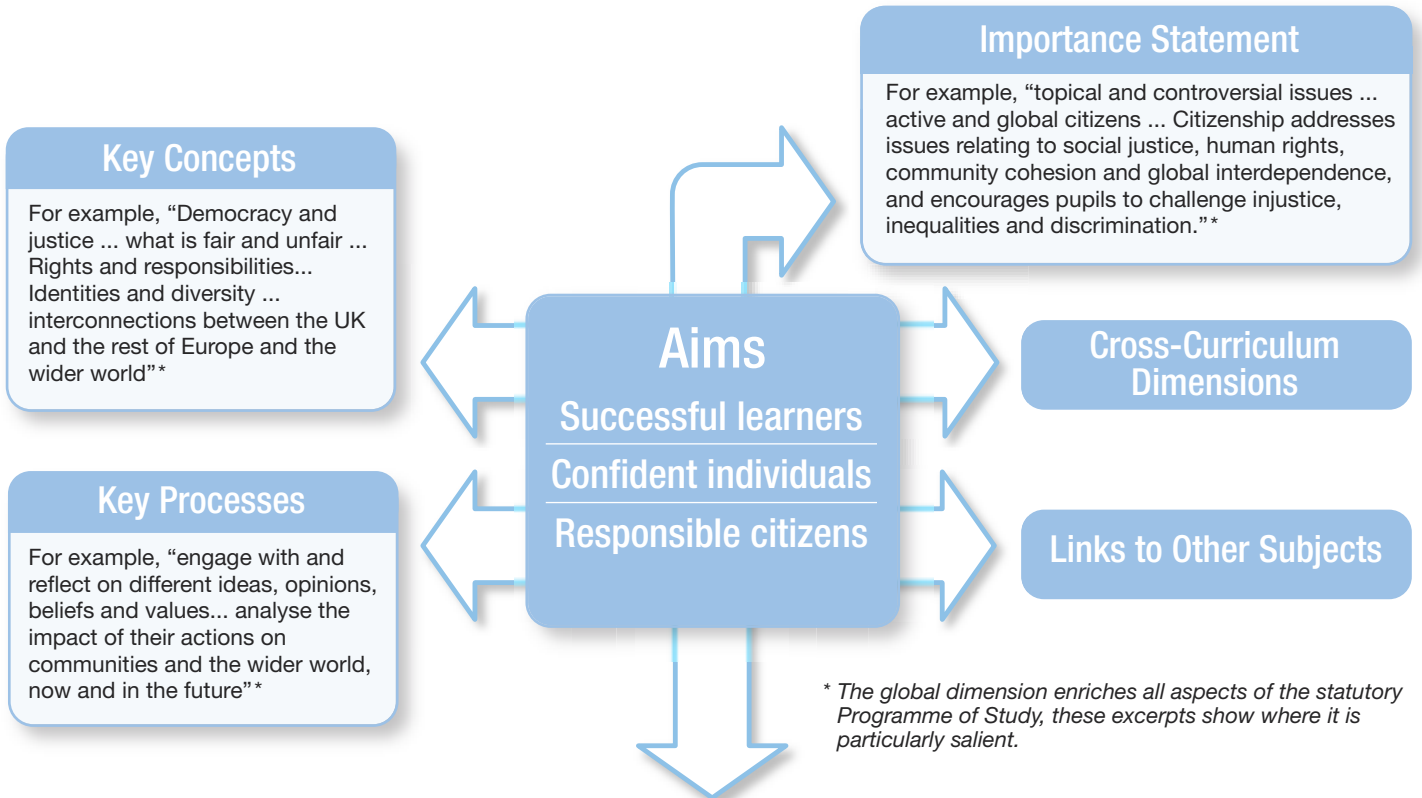 Importance Statement
For example, “topical and controversial issues ...
active and global citizens ... Citizenship addresses
issues relating to social justice, human rights,
community cohesion and global interdependence,
and encourages pupils to challenge injustice,
inequalities and discrimination.”*
Key Concepts
For example, “Democracy and
justice ... what is fair and unfair ...
Rights and responsibilities...
Identities and diversity ...
interconnections between the UK
and the rest of Europe and the
wider world”*
Aims
Successful learners
Confident individuals
Responsible citizens
Cross-Curriculum
Dimensions
Key Processes
For example, “engage with and
reflect on different ideas, opinions,
beliefs and values... analyse the
impact of their actions on
communities and the wider world,
now and in the future”*
Links to Other Subjects
* The global dimension enriches all aspects of the statutory
Programme of Study, these excerpts show where it is
particularly salient.